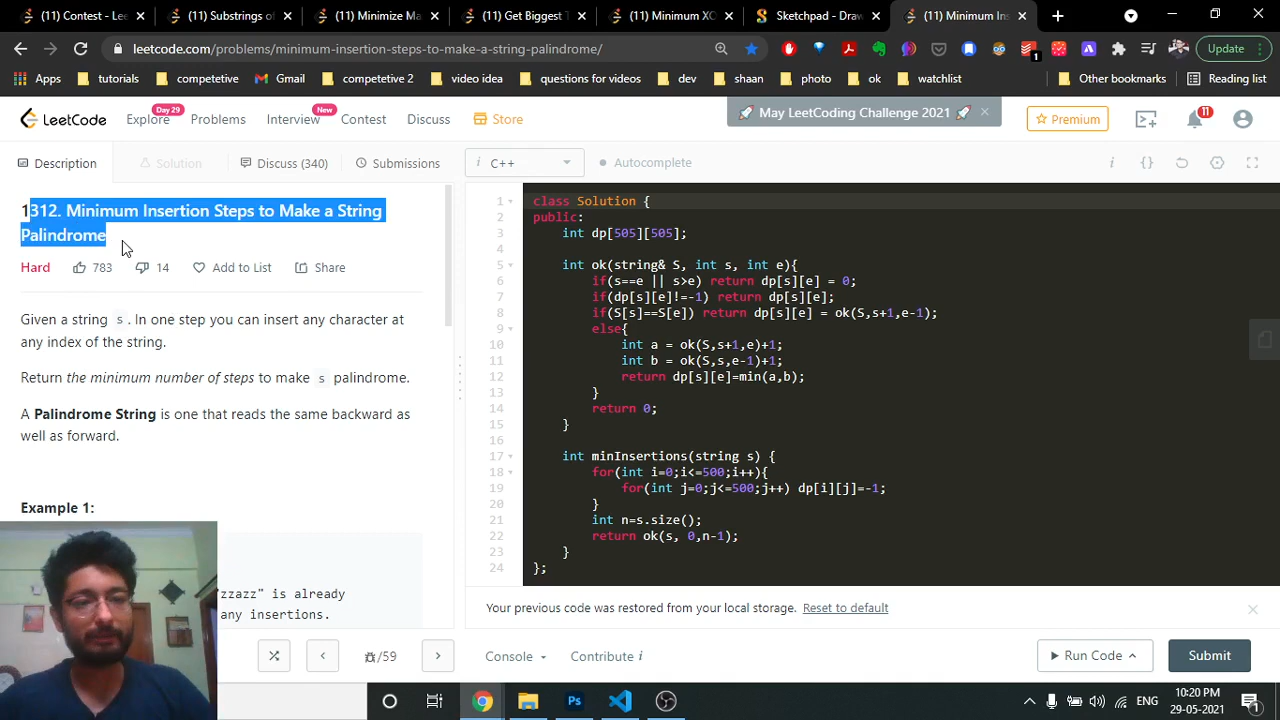 (11) Contest - Lee
(11) Substrings of
(11) Minimize Ma
(11) Get Biggest T
(11) Minimum XO
Sketchpad - Draw
(11) Minimum Ins
leetcode.com/problems/minimum-insertion-steps-to-make-a-string-palindrome/
1
Update
Apps tutorials competetive Gmail competetive 2 video idea questions for videos dev shaan photo ok watchlist Other bookmarks Reading list
LeetCode Explore Day 29 Problems Interview New Contest Discuss Store
May LeetCoding Challenge 2021
Premium
11
Description Solution Discuss (340) Submissions
i C++ Autocomplete
i {}
1312. Minimum Insertion Steps to Make a String
Palindrome
Hard 783 14 Add to List Share
Given a string s. In one step you can insert any character at
any index of the string.
Return the minimum number of steps to make s palindrome.
A Palindrome String is one that reads the same backward as
well as forward.
Example 1:
zzazz" is already
any insertions.
/59
1 class Solution {
2 public:
3 int dp[505][505];
4
5 int ok(string& S, int s, int e){
6 if(s==e || s>e) return dp[s][e] = 0;
7 if(dp[s][e]!=-1) return dp[s][e];
8 if(S[s]==S[e]) return dp[s][e] = ok(S,s+1,e-1);
9 else{
10 int a = ok(S,s+1,e)+1;
11 int b = ok(S,s,e-1)+1;
12 return dp[s][e]=min(a,b);
13 }
14 return 0;
15 }
16
17 int minInsertions(string s) {
18 for(int i=0;i<=500;i++){
19 for(int j=0;j<=500;j++) dp[i][j]=-1;
20 }
21 int n=s.size();
22 return ok(s, 0,n-1);
23 }
24 };
Your previous code was restored from your local storage. Reset to default
Console Contribute i Run Code Submit
ENG
10:20 PM
29-05-2021
1